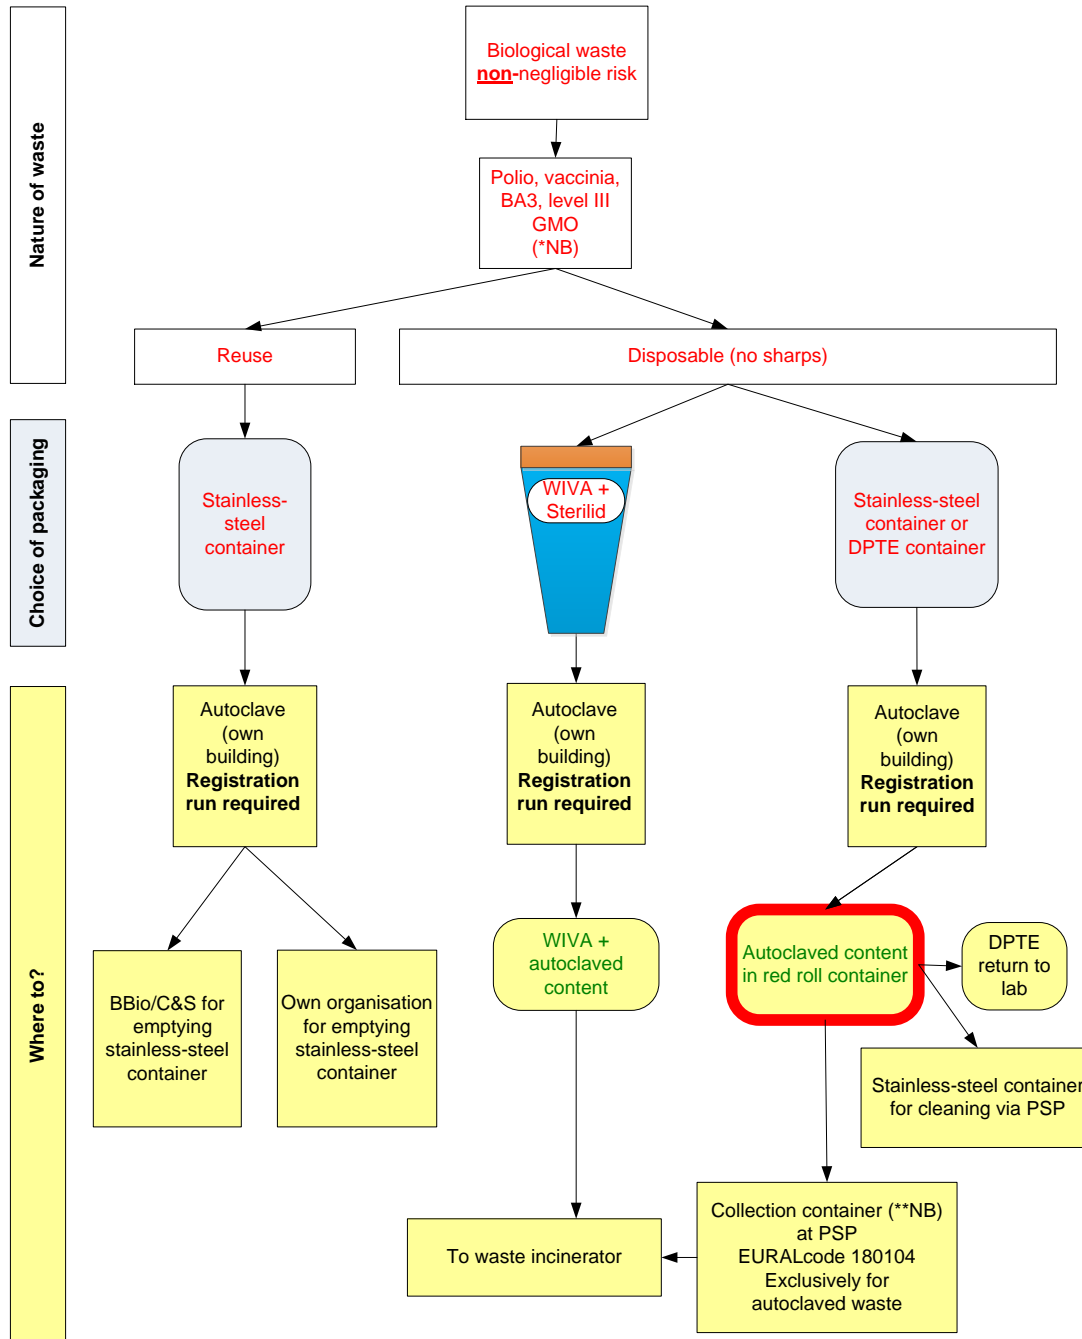 Nature of waste
Biological waste
non-negligible risk
Polio, vaccinia,
BA3, level III
GMO
(*NB)
Reuse
Disposable (no sharps)
Choice of packaging
Stainless-
steel
container
WIVA +
Sterilid
Stainless-steel
container or
DPTE container
Where to?
Autoclave
(own
building)
Registration
run required
Autoclave
(own
building)
Registration
run required
Autoclave
(own
building)
Registration
run required
BBio/C&S for
emptying
stainless-steel
container
Own organisation
for emptying
stainless-steel
container
WIVA +
autoclaved
content
Autoclaved content
in red roll container
DPTE
return to
lab
Stainless-steel container
for cleaning via PSP
To waste incinerator
Collection container (**NB)
at PSP
EURALcode 180104
Exclusively for
autoclaved waste